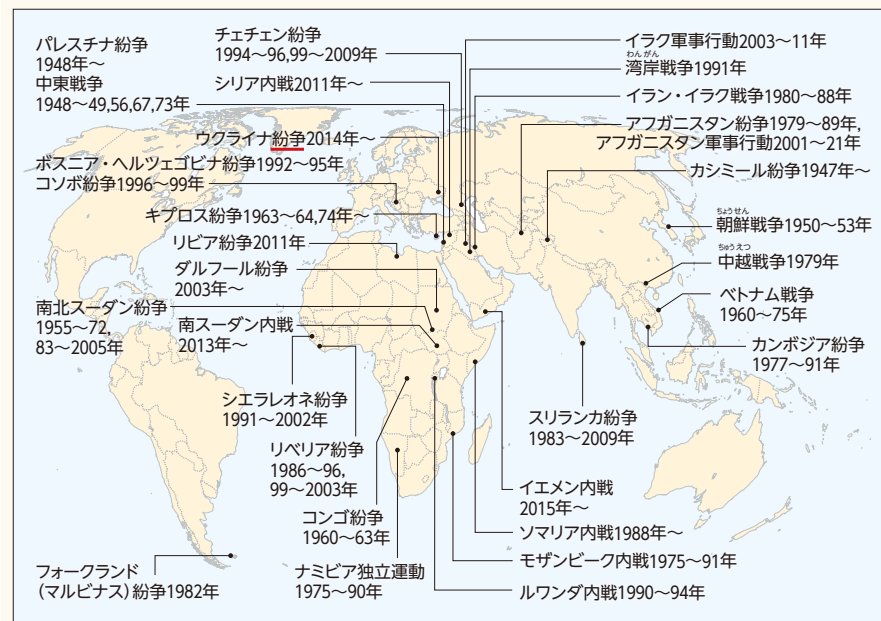 パレスチナ紛争
1948年～
中東戦争
1948～49,56,67,73年
チェチェン紛争
1994～96,99～2009年
シリア内戦2011年～
ウクライナ紛争2014年～
ボスニア・ヘルツェゴビナ紛争1992～95年
コソボ紛争1996～99年
キプロス紛争1963～64,74年～
リビア紛争2011年
ダルフール紛争
2003年～
南北スーダン紛争
1955～72,
83～2005年
南スーダン内戦
2013年～
シエラレオネ紛争
1991～2002年
リベリア紛争
1986～96,
99～2003年
コンゴ紛争
1960～63年
ナミビア独立運動
1975～90年
フォークランド
（マルビナス）紛争1982年
イラク軍事行動2003～11年
わんがん
湾岸戦争1991年
イラン・イラク戦争1980～88年
アフガニスタン紛争1979～89年,
アフガニスタン軍事行動2001～21年
カシミール紛争1947年～
ちょうせん
朝鮮戦争1950～53年
ちゅうえつ
中越戦争1979年
ベトナム戦争
1960～75年
カンボジア紛争
1977～91年
スリランカ紛争
1983～2009年
イエメン内戦
2015年～
ソマリア内戦1988年～
モザンビーク内戦1975～91年
ルワンダ内戦1990～94年